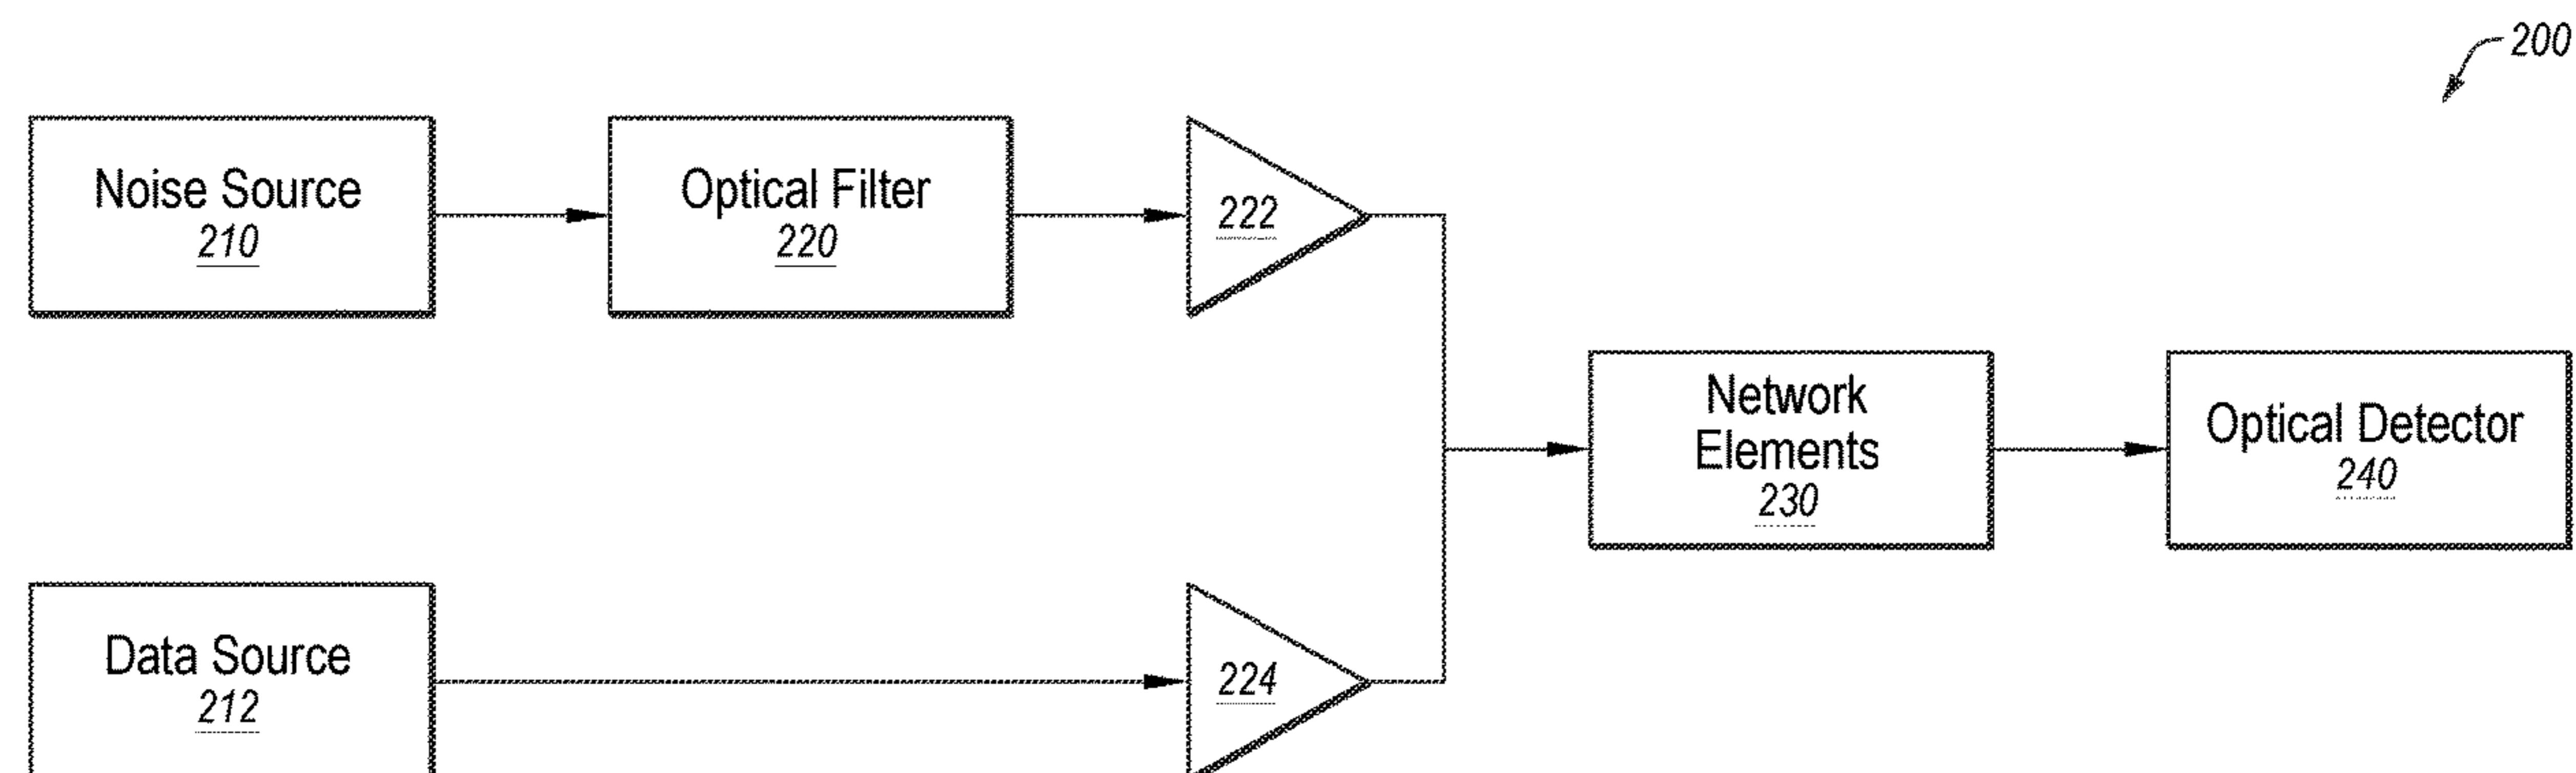 200
Noise Source
210
Optical Filter
220
222
Network
Elements
230
Optical Detector
240
Data Source
212
224